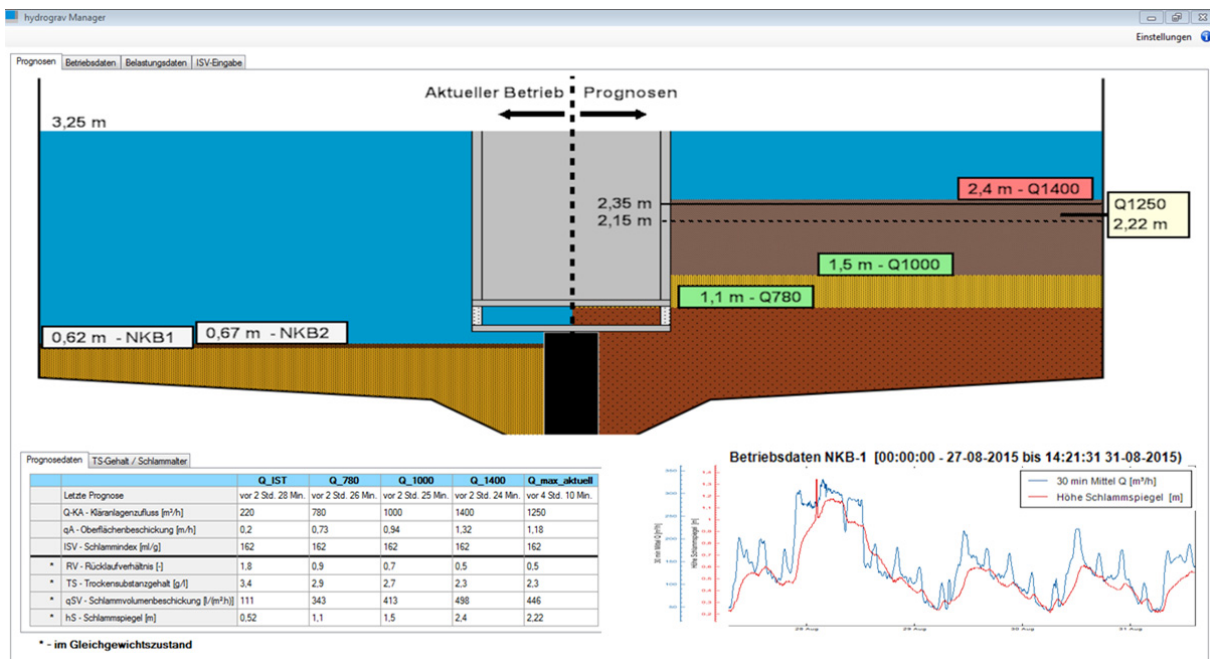 hydrograv Manager
Einstellungen
Prognosen Betriebsdaten Belastungsdaten ISV-Eingabe
Aktueller Betrieb Prognosen
3,25 m
2,4 m - Q1400
2,35 m
2,15 m
Q1250
2,22 m
1,5 m - Q1000
1,1 m - Q780
0,62 m - NKB1
0,67 m - NKB2
Prognosedaten TS-Gehalt / Schlammalter
Q_IST Q_780 Q_1000 Q_1400 Q_max_aktuell
Letzte Prognose vor 2 Std. 28 Min. vor 2 Std. 26 Min. vor 2 Std. 25 Min. vor 2 Std. 24 Min. vor 4 Std. 10 Min.
Q-KA - Kläranlagenzufluss [m³/h] 220 780 1000 1400 1250
qA - Oberflächenbeschickung [m/h] 0,2 0,73 0,94 1,32 1,18
ISV - Schlammindex [ml/g] 162 162 162 162 162
* RV - Rücklaufverhältnis [-] 1,8 0,9 0,7 0,5 0,5
* TS - Trockensubstanzgehalt [g/l] 3,4 2,9 2,7 2,3 2,3
* qSV - Schlammvolumenbeschickung [l/(m²h)] 111 343 413 498 446
* hS - Schlammspiegel [m] 0,52 1,1 1,5 2,4 2,22
* - im Gleichgewichtszustand
Betriebsdaten NKB-1 [00:00:00 - 27-08-2015 bis 14:21:31 31-08-2015)
30 min Mittel Q [m³/h]
Höhe Schlammspiegel [m]
30 min Mittel Q [m³/h]
Höhe Schlammspiegel [m]